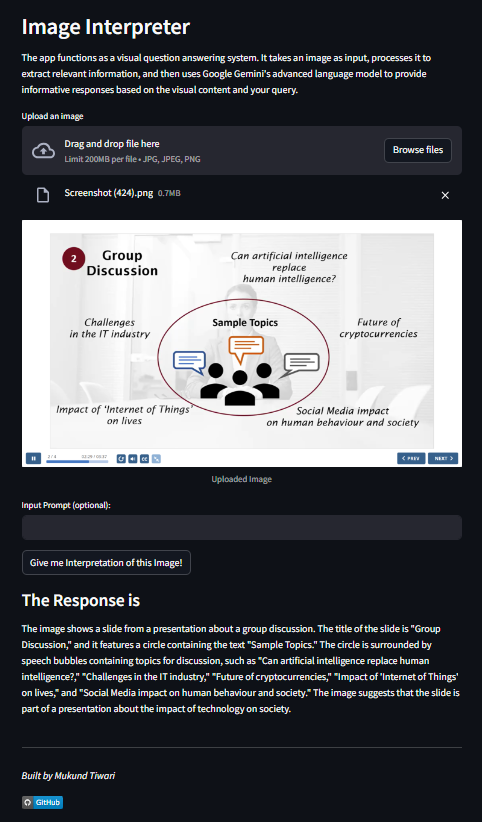 Image Interpreter
The app functions as a visual question answering system. It takes an image as input, processes it to
extract relevant information, and then uses Google Gemini's advanced language model to provide
informative responses based on the visual content and your query.
Upload an image
Drag and drop file here
Limit 200MB per file • JPG, JPEG, PNG
Browse files
Screenshot (424).png 0.7MB
2
Group
Discussion
Can artificial intelligence
replace
human intelligence?
Challenges
in the IT industry
Sample Topics
Future of
cryptocurrencies
Impact of 'Internet of Things'
on lives
Social Media impact
on human behaviour and society
2 / 4
CC
< PREV
NEXT >
Uploaded Image
Input Prompt (optional):
Give me Interpretation of this Image!
The Response is
The image shows a slide from a presentation about a group discussion. The title of the slide is "Group
Discussion," and it features a circle containing the text "Sample Topics." The circle is surrounded by
speech bubbles containing topics for discussion, such as "Can artificial intelligence replace human
intelligence?," "Challenges in the IT industry," "Future of cryptocurrencies," "Impact of 'Internet of Things'
on lives," and "Social Media impact on human behaviour and society." The image suggests that the slide is
part of a presentation about the impact of technology on society.
Built by Mukund Tiwari
GitHub